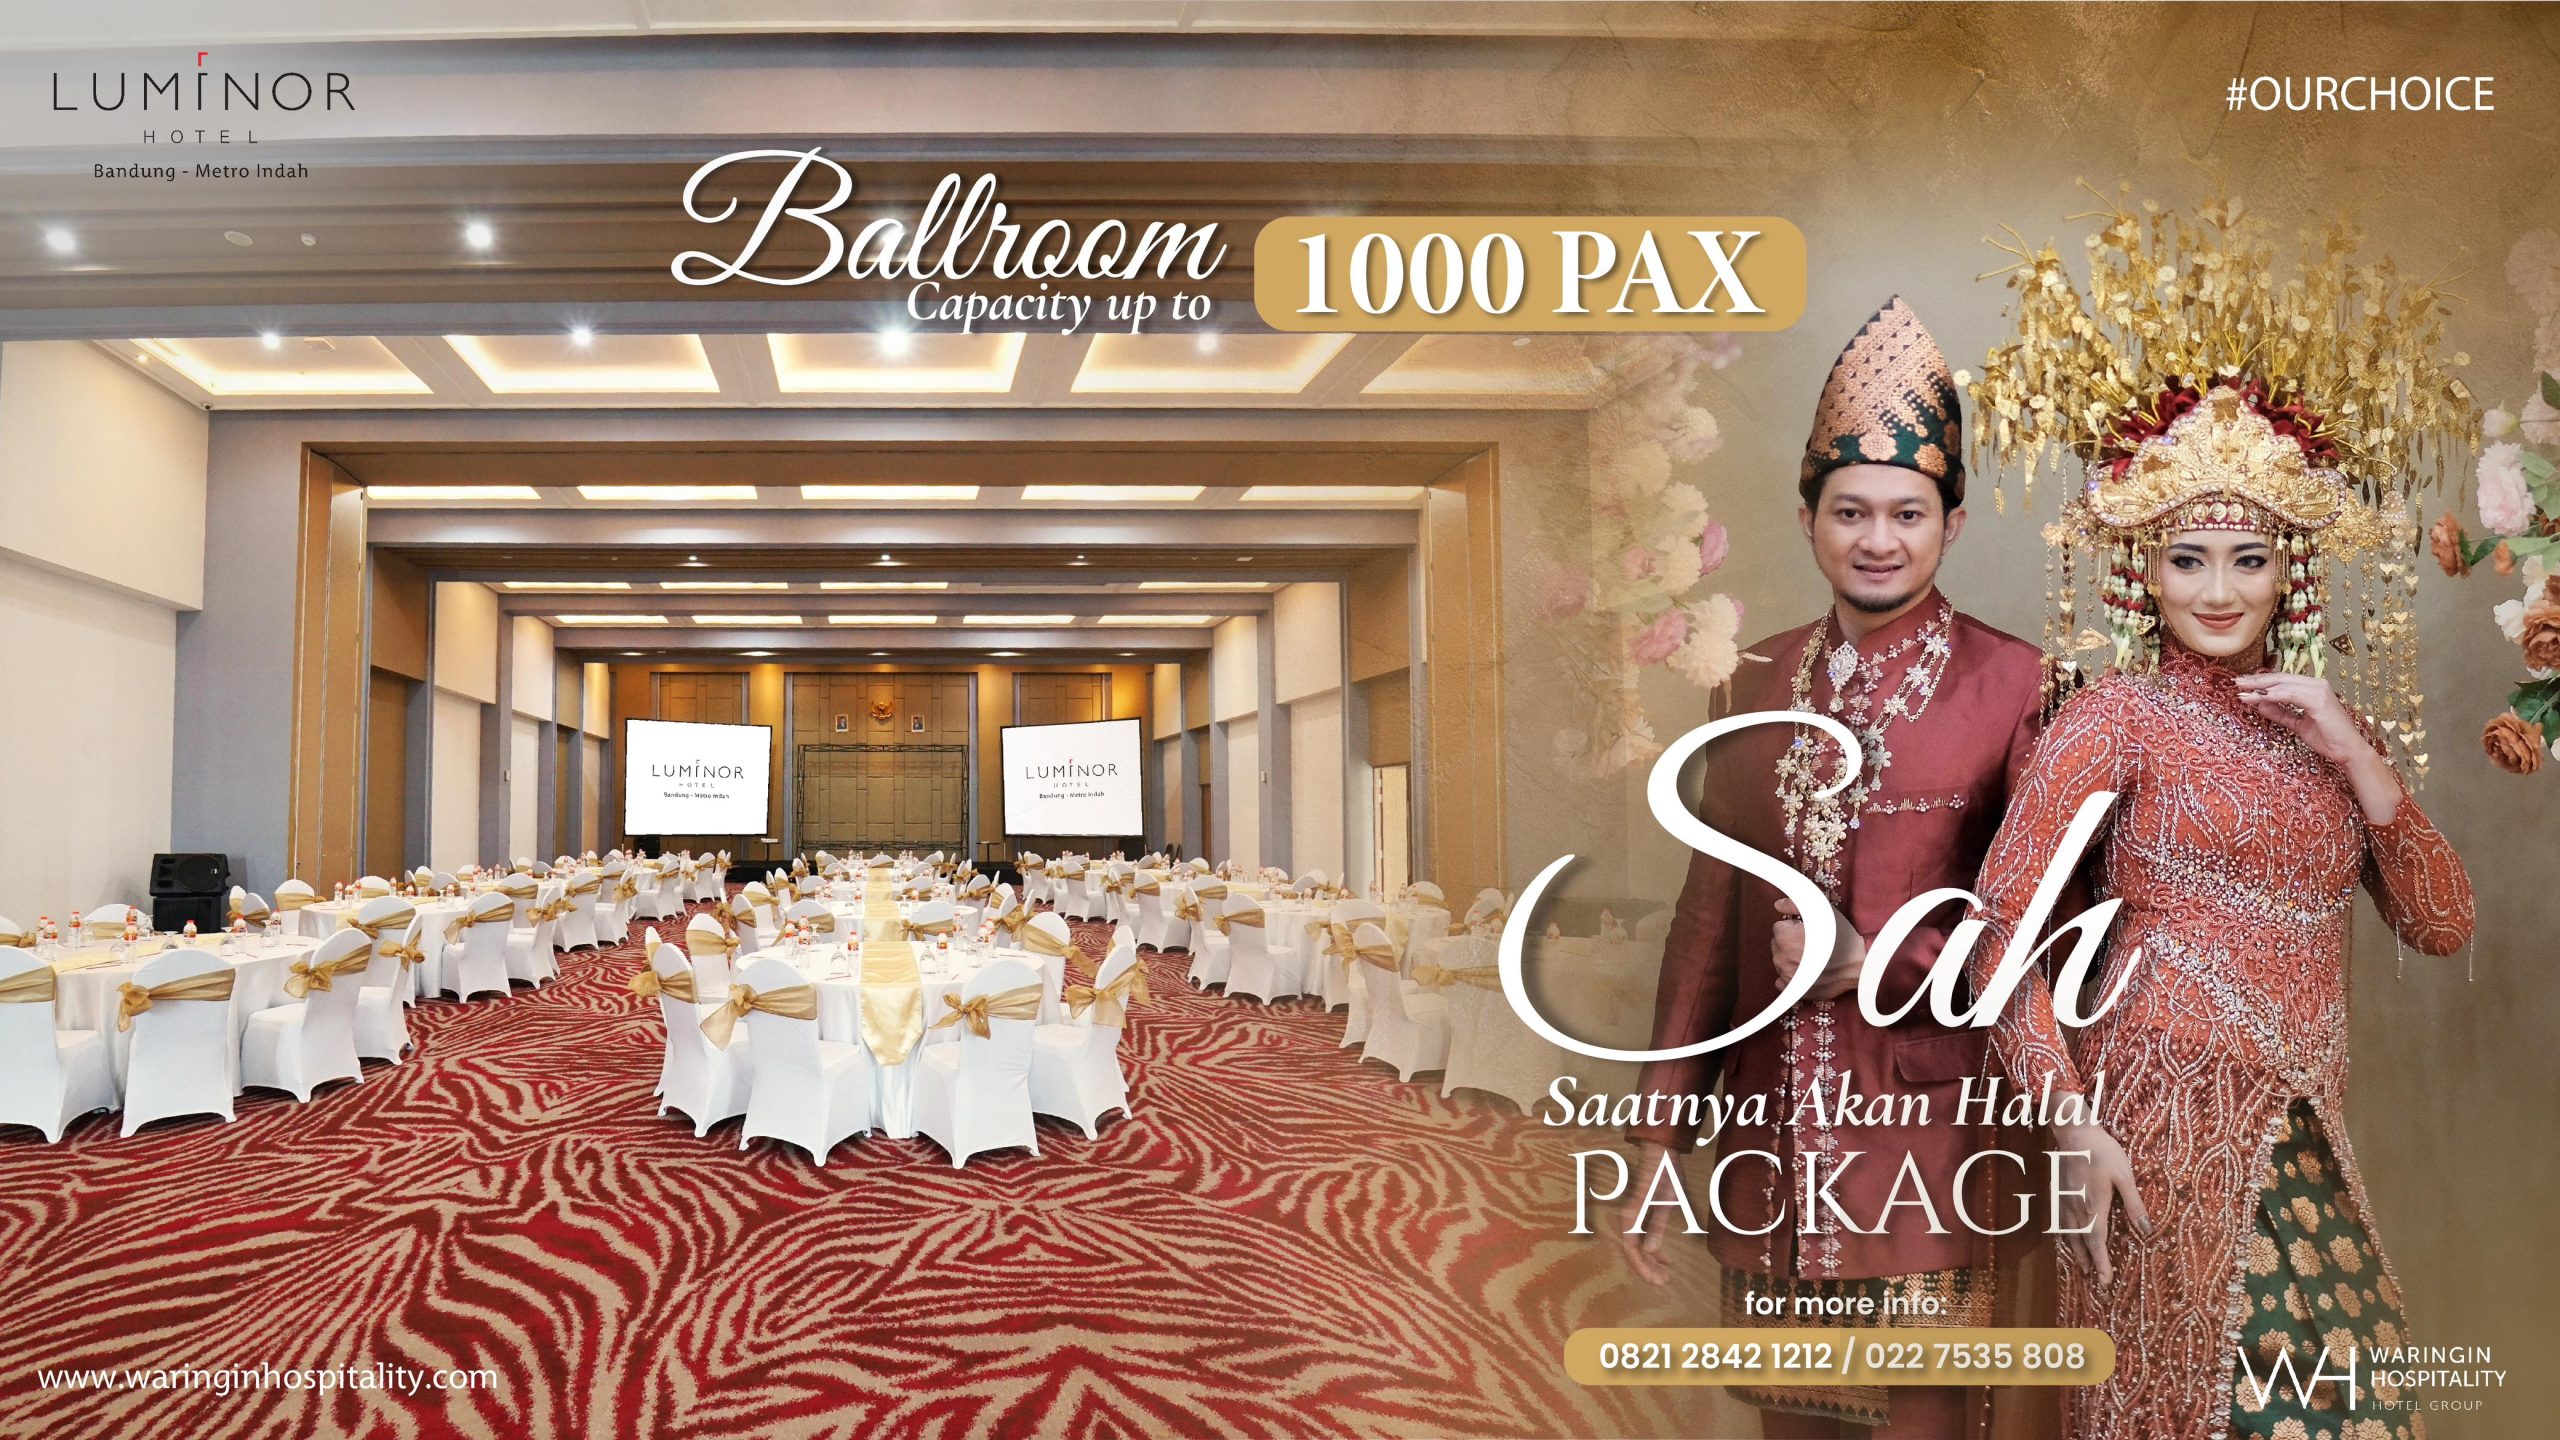 LUMINOR
HOTEL
Bandung - Metro Indah
#OURCHOICE
Ballroom
Capacity up to
1000 PAX
LUMINOR
HOTEL
Bandung - Metro Indah
LUMINOR
HOTEL
Bandung - Metro Indah
Sah
Saatnya Akan Halal
PACKAGE
for more info:
0821 2842 1212 / 022 7535 808
www.waringinhospitality.com
WH
WARINGIN
HOSPITALITY
HOTEL GROUP